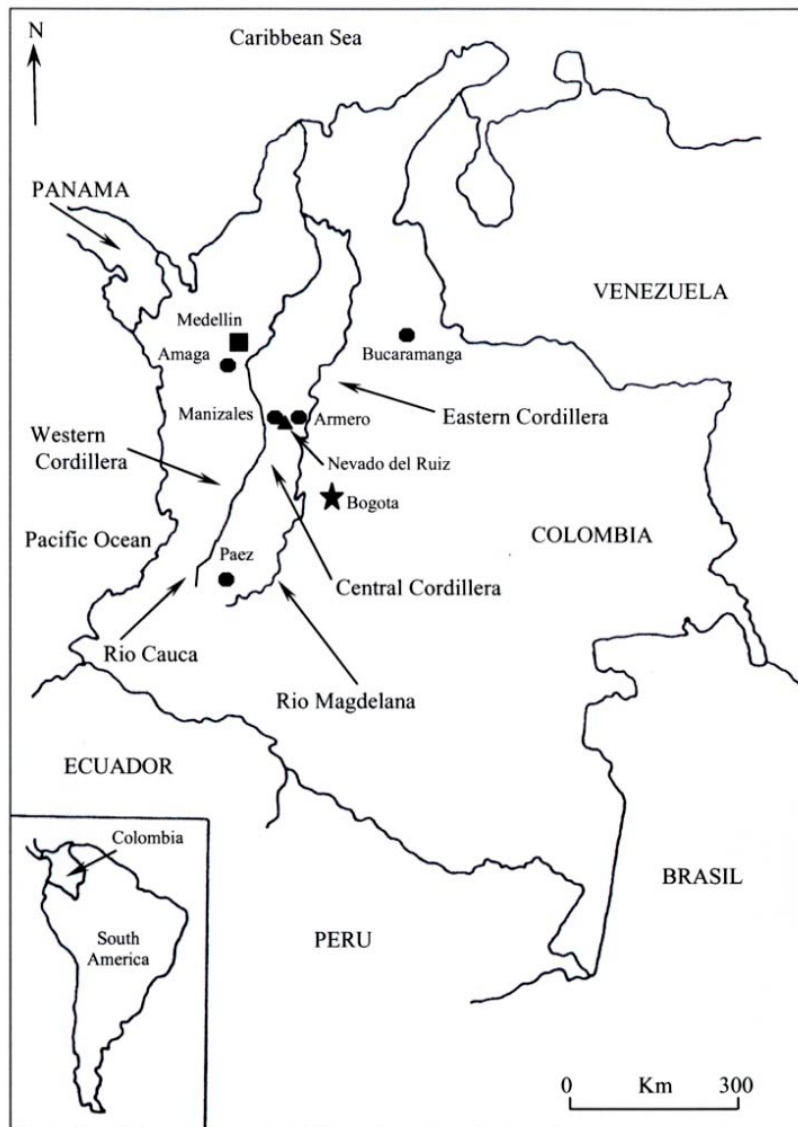 N
Caribbean Sea
PANAMA
VENEZUELA
Medellin
Amaga
Bucaramanga
Manizales
Armero
Eastern Cordillera
Western
Cordillera
Nevado del Ruiz
Bogota
Pacific Ocean
COLOMBIA
Paez
Central Cordillera
Rio Cauca
Rio Magdelana
ECUADOR
Colombia
BRASIL
South
America
PERU
0 Km 300